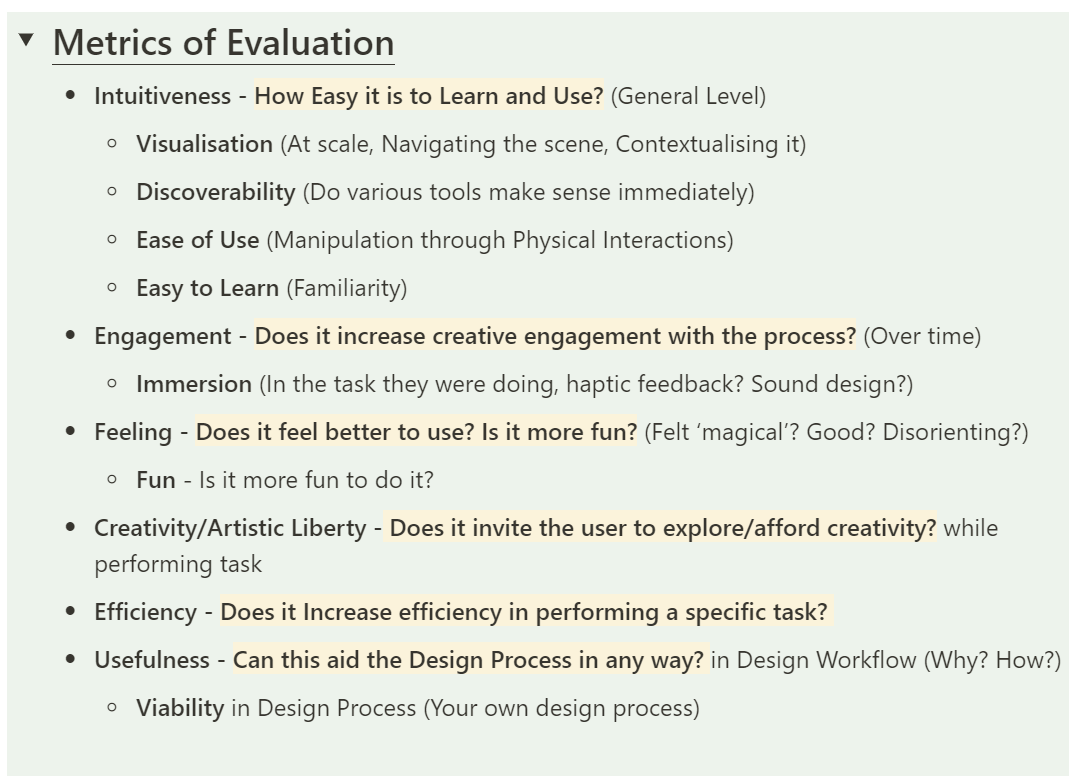 Metrics of Evaluation
Intuitiveness - How Easy it is to Learn and Use? (General Level)
Visualisation (At scale, Navigating the scene, Contextualising it)
Discoverability (Do various tools make sense immediately)
Ease of Use (Manipulation through Physical Interactions)
Easy to Learn (Familiarity)
Engagement - Does it increase creative engagement with the process? (Over time)
Immersion (In the task they were doing, haptic feedback? Sound design?)
Feeling - Does it feel better to use? Is it more fun? (Felt ‘magical’? Good? Disorienting?)
Fun - Is it more fun to do it?
Creativity/Artistic Liberty - Does it invite the user to explore/afford creativity? while
performing task
Efficiency - Does it Increase efficiency in performing a specific task?
Usefulness - Can this aid the Design Process in any way? in Design Workflow (Why? How?)
Viability in Design Process (Your own design process)